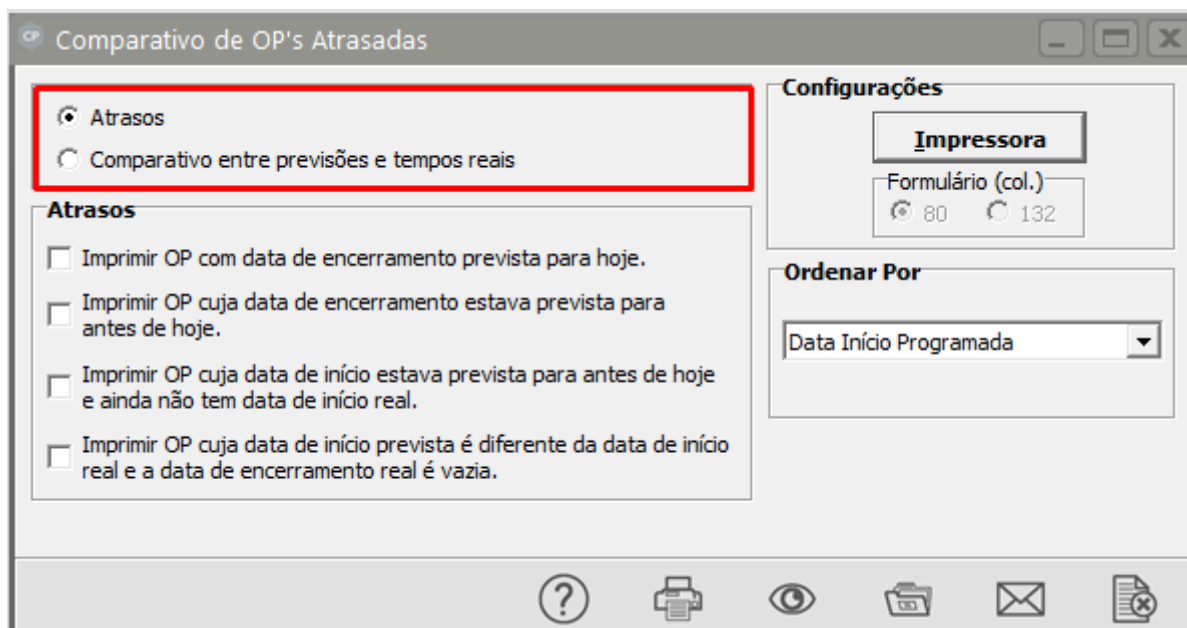 CP Comparativo de OP's Atrasadas
Atrasos
Comparativo entre previsões e tempos reais
Atrasos
Imprimir OP com data de encerramento prevista para hoje.
Imprimir OP cuja data de encerramento estava prevista para
antes de hoje.
Imprimir OP cuja data de início estava prevista para antes de hoje
e ainda não tem data de início real.
Imprimir OP cuja data de início prevista é diferente da data de início
real e a data de encerramento real é vazia.
Configurações
Impressora
Formulário (col.)
80 132
Ordenar Por
Data Início Programada